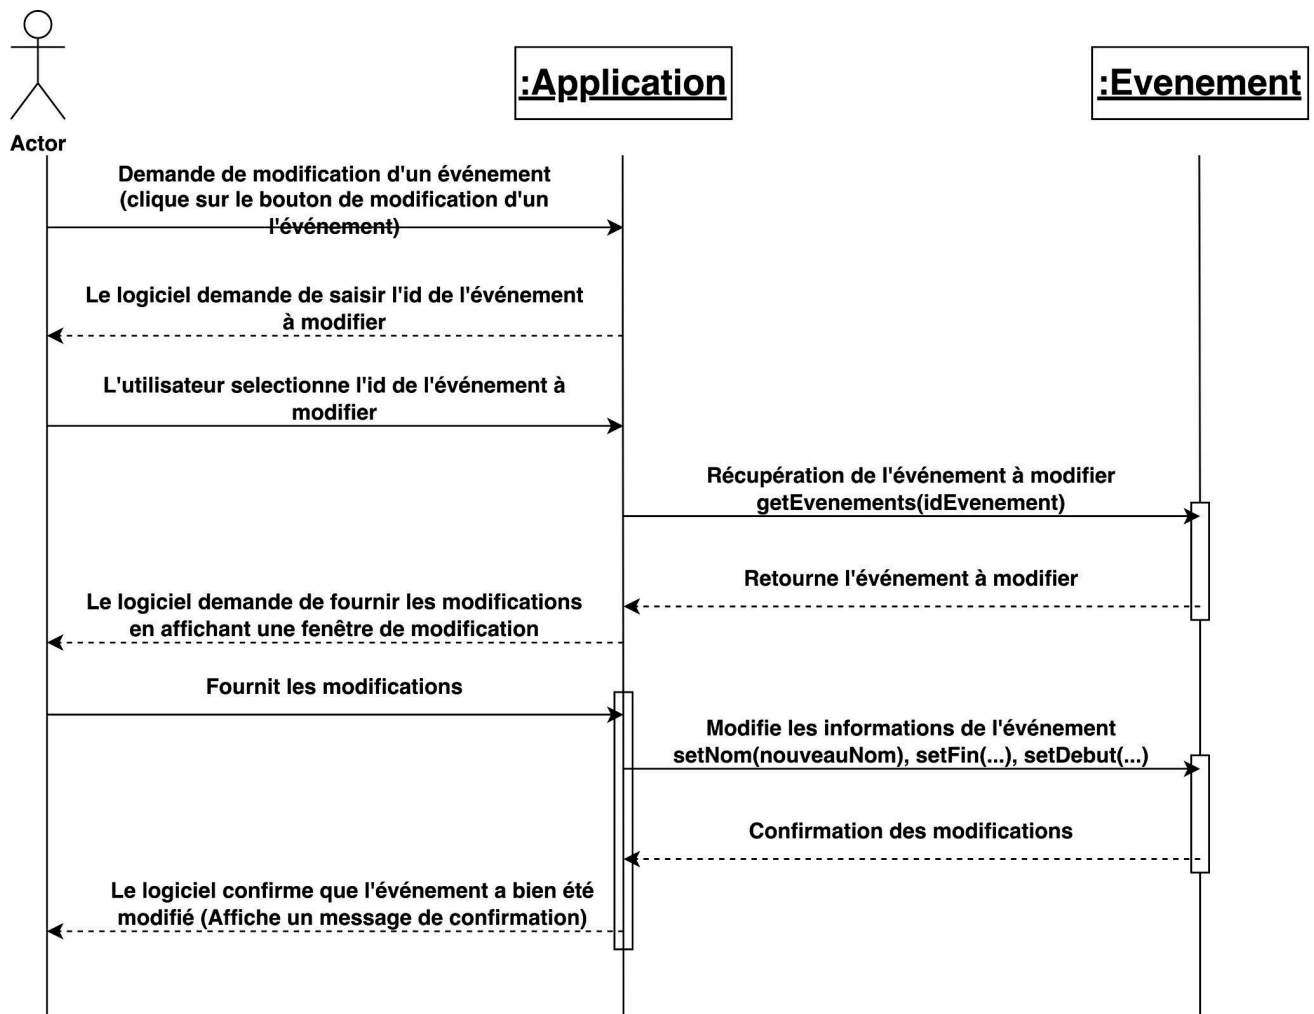 Actor
:Application
:Evenement
Demande de modification d'un événement
(clique sur le bouton de modification d'un
l'événement)
Le logiciel demande de saisir l'id de l'événement
à modifier
L'utilisateur selectionne l'id de l'événement à
modifier
Récupération de l'événement à modifier
getEvenements(idEvenement)
Retourne l'événement à modifier
Le logiciel demande de fournir les modifications
en affichant une fenêtre de modification
Fournit les modifications
Modifie les informations de l'événement
setNom(nouveauNom), setFin(...), setDebut(...)
Confirmation des modifications
Le logiciel confirme que l'événement a bien été
modifié (Affiche un message de confirmation)